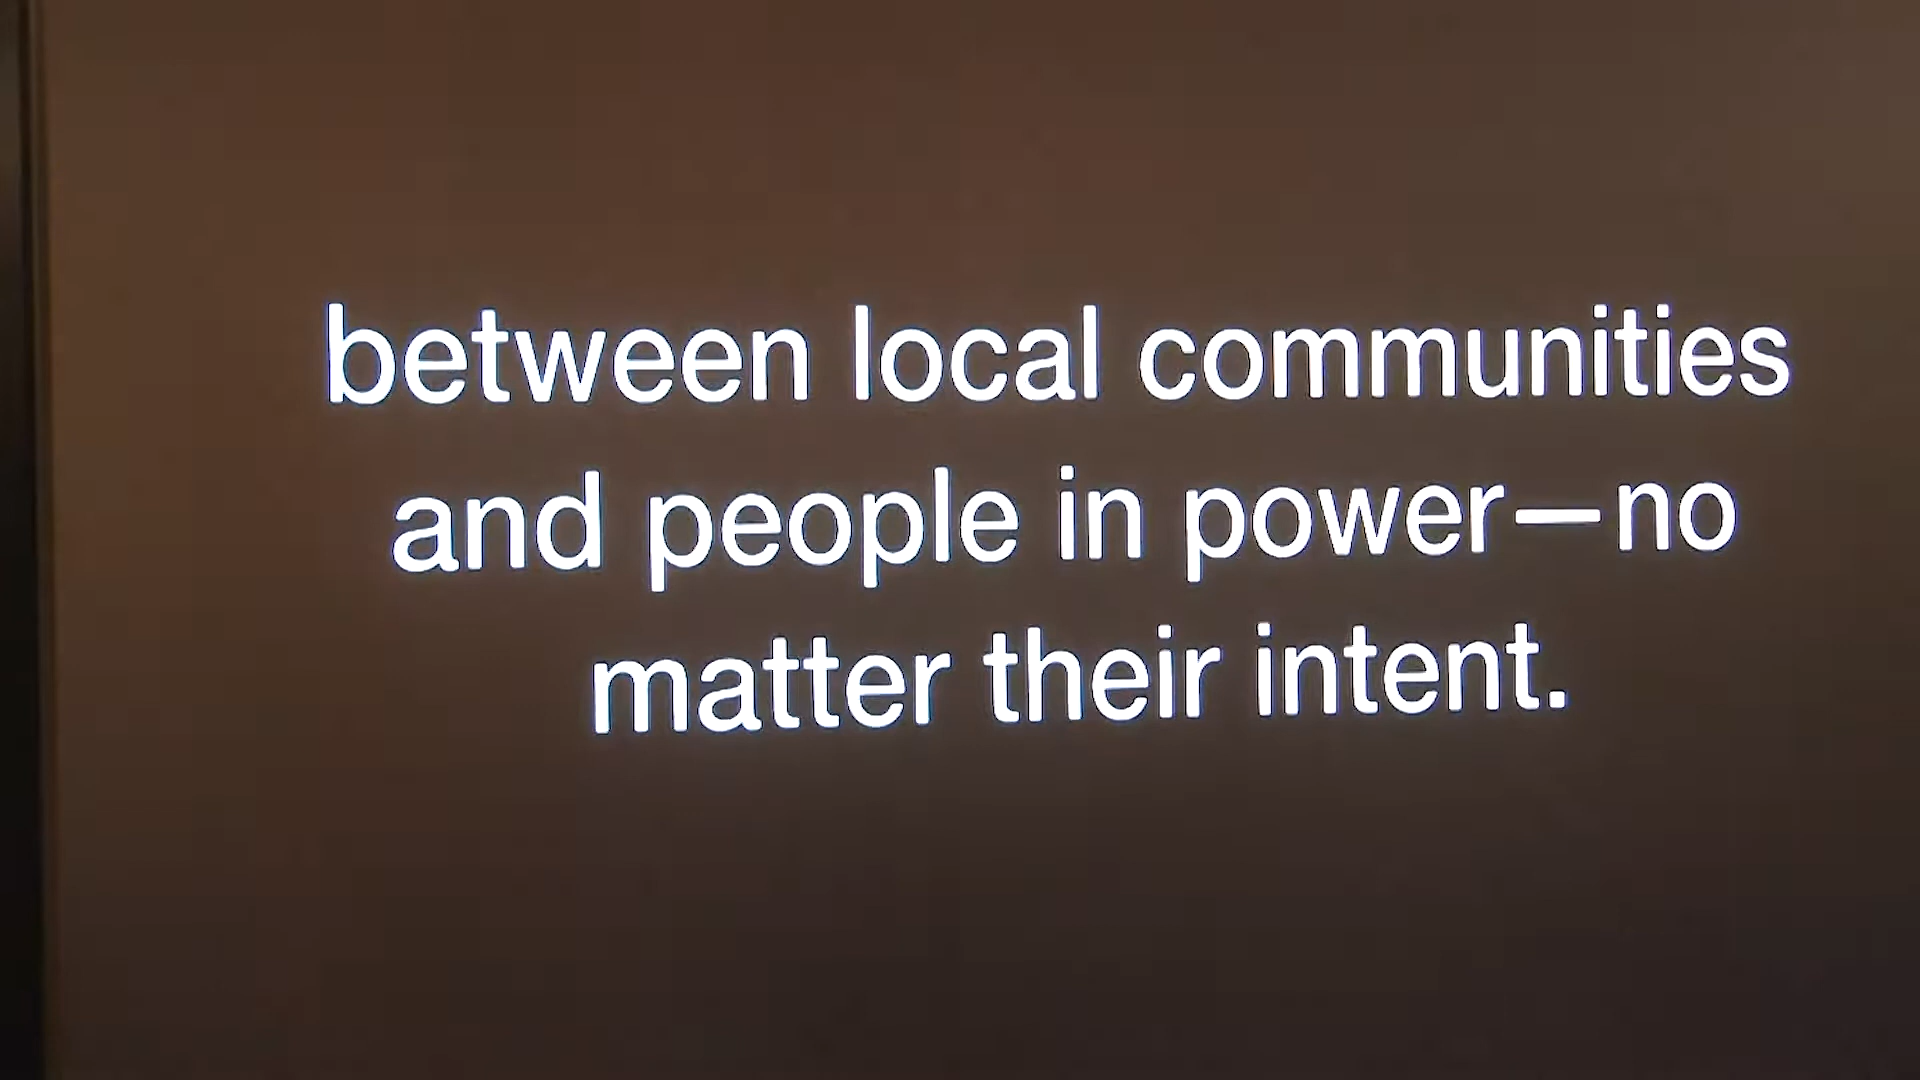 between local communities
and people in power—no
matter their intent.